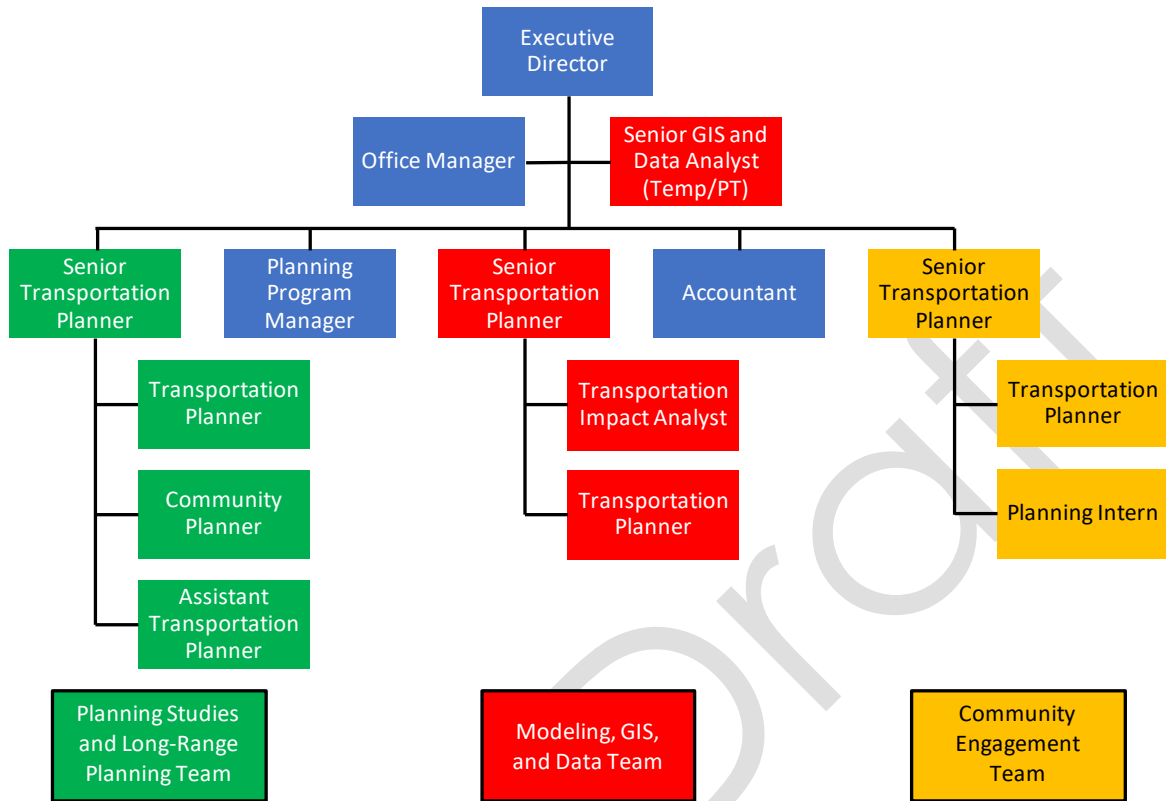 Executive
Director
Office Manager
Senior GIS and
Data Analyst
(Temp/PT)
Senior
Transportation
Planner
Planning
Program
Manager
Senior
Transportation
Planner
Accountant
Senior
Transportation
Planner
Transportation
Planner
Transportation
Impact Analyst
Transportation
Planner
Community
Planner
Transportation
Planner
Planning Intern
Assistant
Transportation
Planner
Planning Studies
and Long-Range
Planning Team
Modeling, GIS,
and Data Team
Community
Engagement
Team
Draft